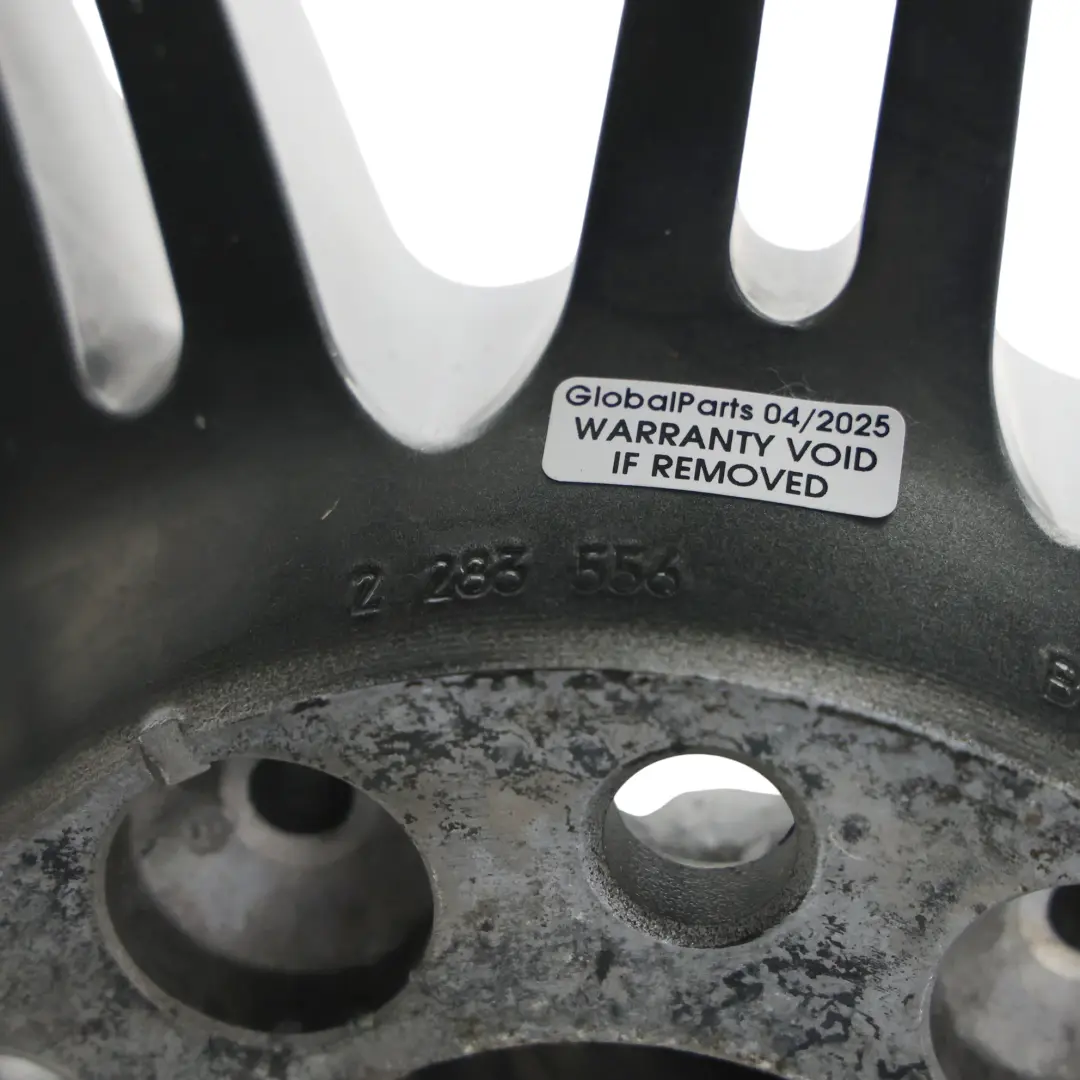 GlobalParts 04/2025
WARRANTY VOID
IF REMOVED
2 283 556
B